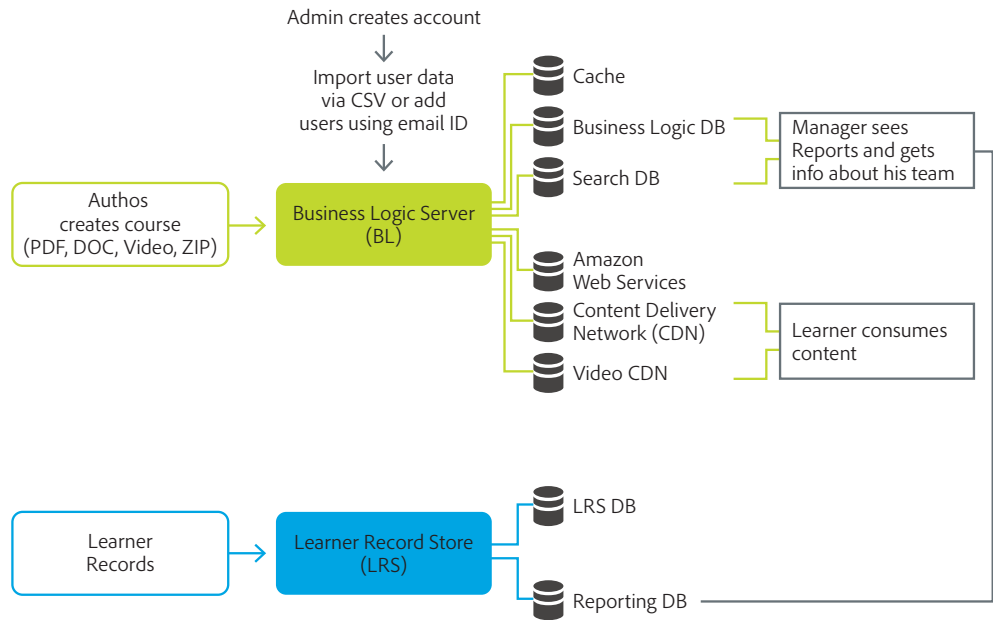 Admin creates account
Import user data
via CSV or add
users using email ID
Authos
creates course
(PDF, DOC, Video, ZIP)
Business Logic Server
(BL)
Cache
Business Logic DB
Search DB
Manager sees
Reports and gets
info about his team
Amazon
Web Services
Content Delivery
Network (CDN)
Video CDN
Learner consumes
content
Learner
Records
Learner Record Store
(LRS)
LRS DB
Reporting DB